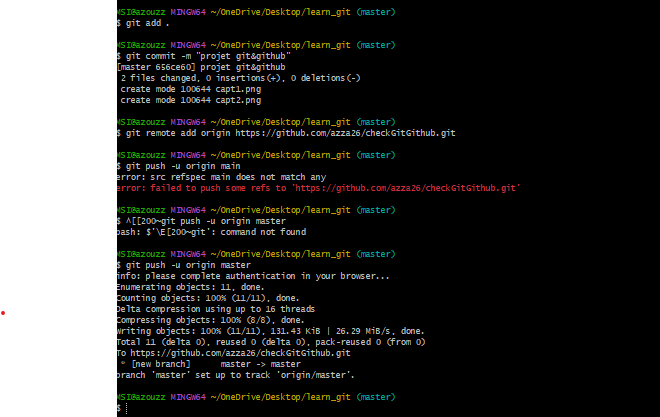 MSI@azouzz MINGW64 ~/OneDrive/Desktop/learn_git (master)
$ git add .
MSI@azouzz MINGW64 ~/OneDrive/Desktop/learn_git (master)
$ git commit -m "projet git&github"
[master 656ce60] projet git&github
2 files changed, 0 insertions(+), 0 deletions(-)
create mode 100644 capt1.png
create mode 100644 capt2.png
MSI@azouzz MINGW64 ~/OneDrive/Desktop/learn_git (master)
$ git remote add origin https://github.com/azza26/checkGitGithub.git
MSI@azouzz MINGW64 ~/OneDrive/Desktop/learn_git (master)
$ git push -u origin main
error: src refspec main does not match any
error: failed to push some refs to 'https://github.com/azza26/checkGitGithub.git'
MSI@azouzz MINGW64 ~/OneDrive/Desktop/learn_git (master)
$ ^[[200~git push -u origin master
bash: $'\E[200~git': command not found
MSI@azouzz MINGW64 ~/OneDrive/Desktop/learn_git (master)
$ git push -u origin master
info: please complete authentication in your browser...
Enumerating objects: 11, done.
Counting objects: 100% (11/11), done.
Delta compression using up to 16 threads
Compressing objects: 100% (8/8), done.
Writing objects: 100% (11/11), 131.43 KiB | 26.29 MiB/s, done.
Total 11 (delta 0), reused 0 (delta 0), pack-reused 0 (from 0)
To https://github.com/azza26/checkGitGithub.git
* [new branch]      master -> master
branch 'master' set up to track 'origin/master'.
MSI@azouzz MINGW64 ~/OneDrive/Desktop/learn_git (master)
$